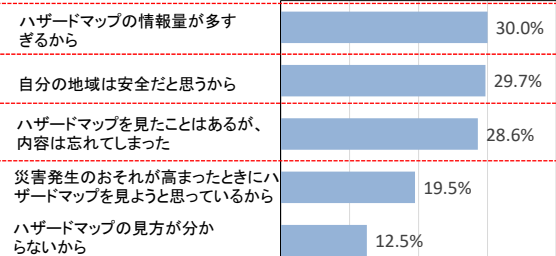 ハザードマップの情報量が多す
ぎるから
30.0%
自分の地域は安全だと思うから
29.7%
ハザードマップを見たことはあるが、
内容は忘れてしまった
28.6%
災害発生のおそれが高まったときにハ
ザードマップを見ようと思っているから
19.5%
ハザードマップの見方が分か
らないから
12.5%